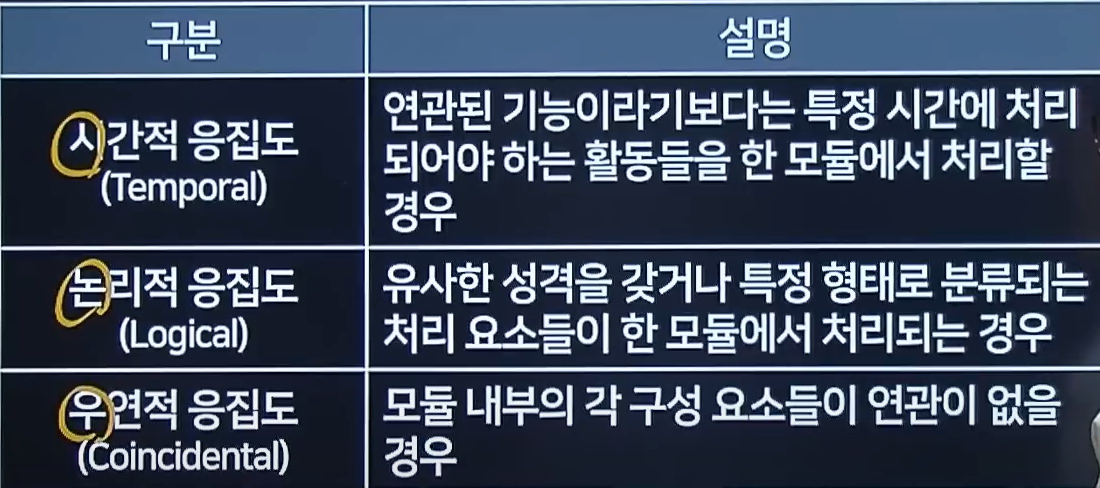 구분
설명
시간적 응집도
(Temporal)
연관된 기능이라기보다는 특정 시간에 처리
되어야 하는 활동들을 한 모듈에서 처리할
경우
논리적 응집도
(Logical)
유사한 성격을 갖거나 특정 형태로 분류되는
처리 요소들이 한 모듈에서 처리되는 경우
우연적 응집도
(Coincidental)
모듈 내부의 각 구성 요소들이 연관이 없을
경우